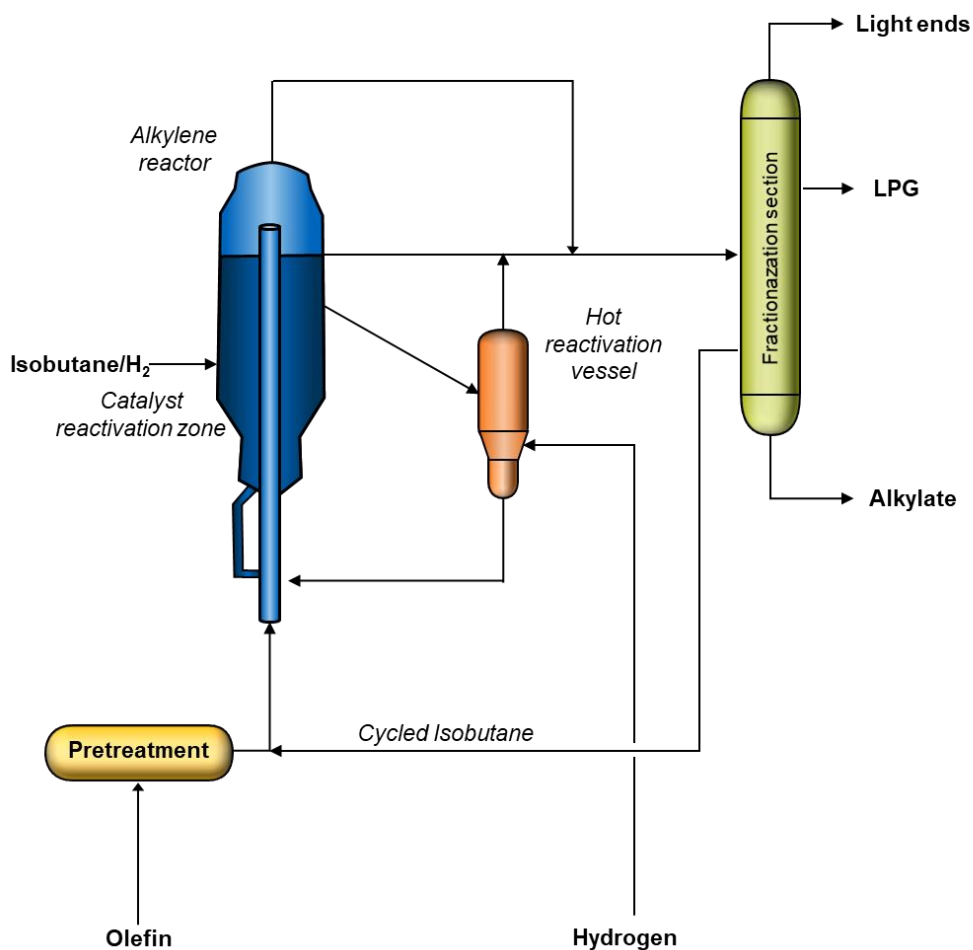 Light ends
Alkylene
reactor
LPG
Fractionazation section
Hot
reactivation
vessel
Isobutane/H₂
Catalyst
reactivation zone
Alkylate
Cycled Isobutane
Pretreatment
Olefin
Hydrogen